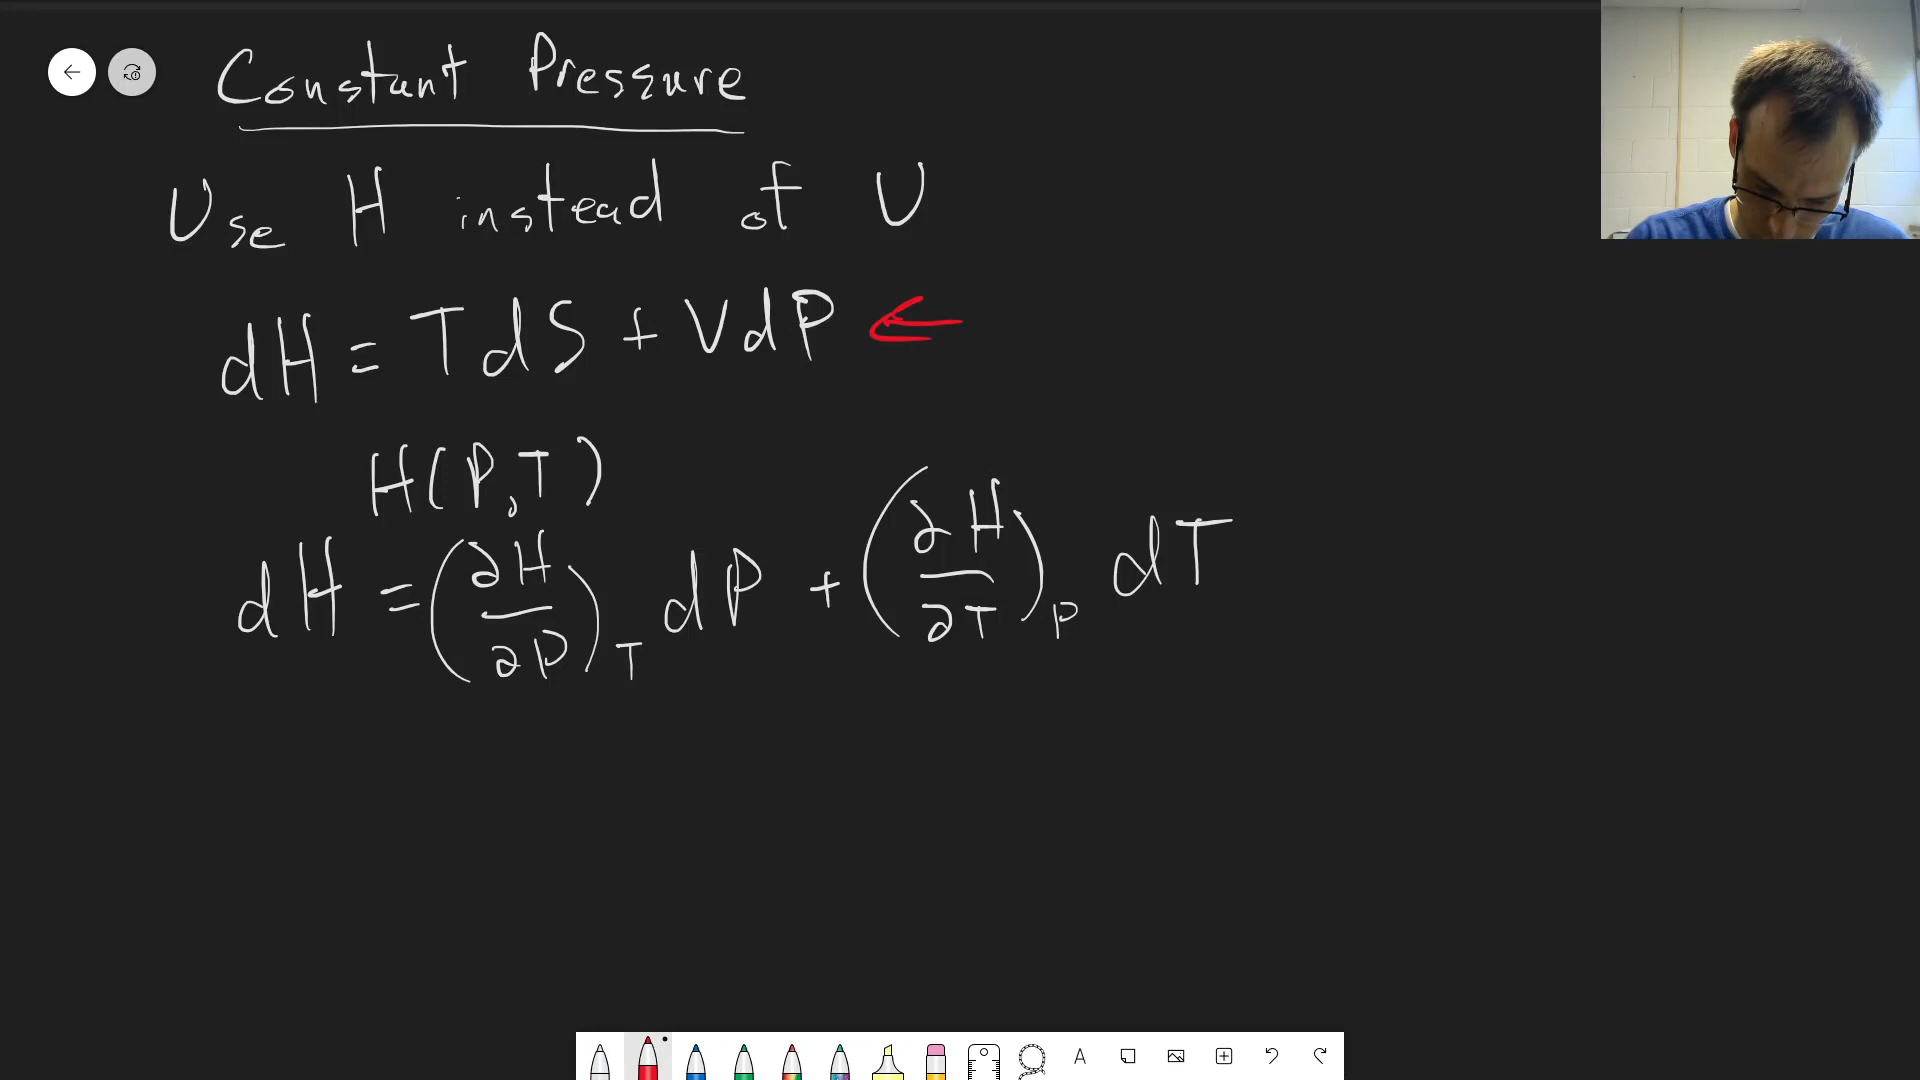 Constant Pressure
Use H instead of U
dH = TdS + VdP
H(P,T)
dH = (∂H/∂P)_T dP + (∂H/∂T)_P dT
A